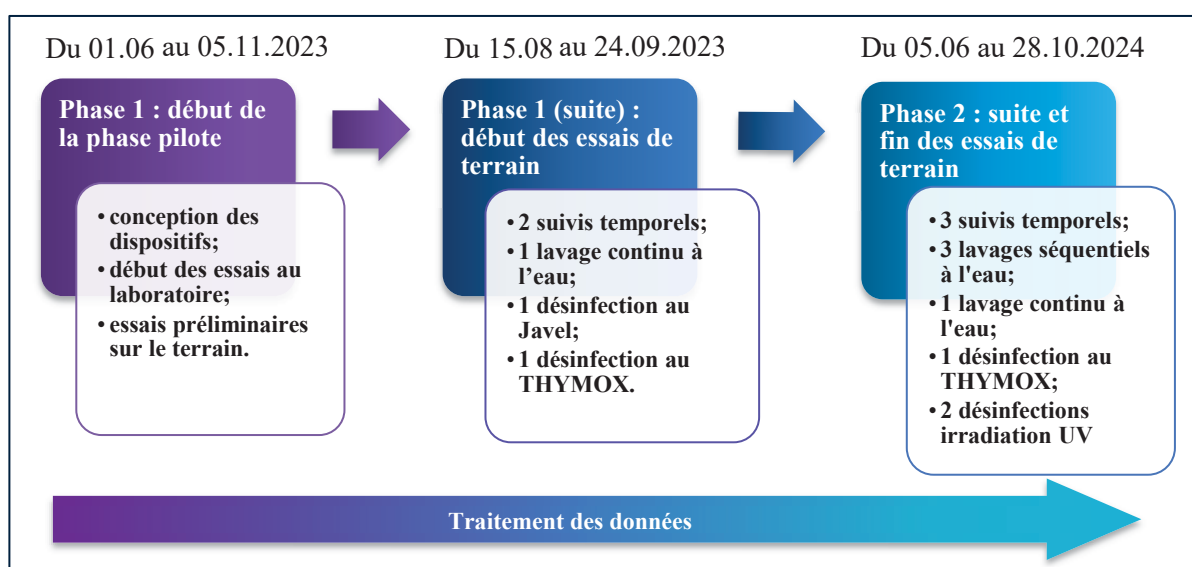 Du 01.06 au 05.11.2023
Phase 1 : début de
la phase pilote
• conception des
dispositifs;
• début des essais au
laboratoire;
• essais préliminaires
sur le terrain.
Du 15.08 au 24.09.2023
Phase 1 (suite) :
début des essais de
terrain
• 2 suivis temporels;
• 1 lavage continu à
l’eau;
• 1 désinfection au
Javel;
• 1 désinfection au
THYMOX.
Du 05.06 au 28.10.2024
Phase 2 : suite et
fin des essais de
terrain
• 3 suivis temporels;
• 3 lavages séquentiels
à l'eau;
• 1 lavage continu à
l'eau;
• 1 désinfection au
THYMOX;
• 2 désinfections
irradiation UV
Traitement des données